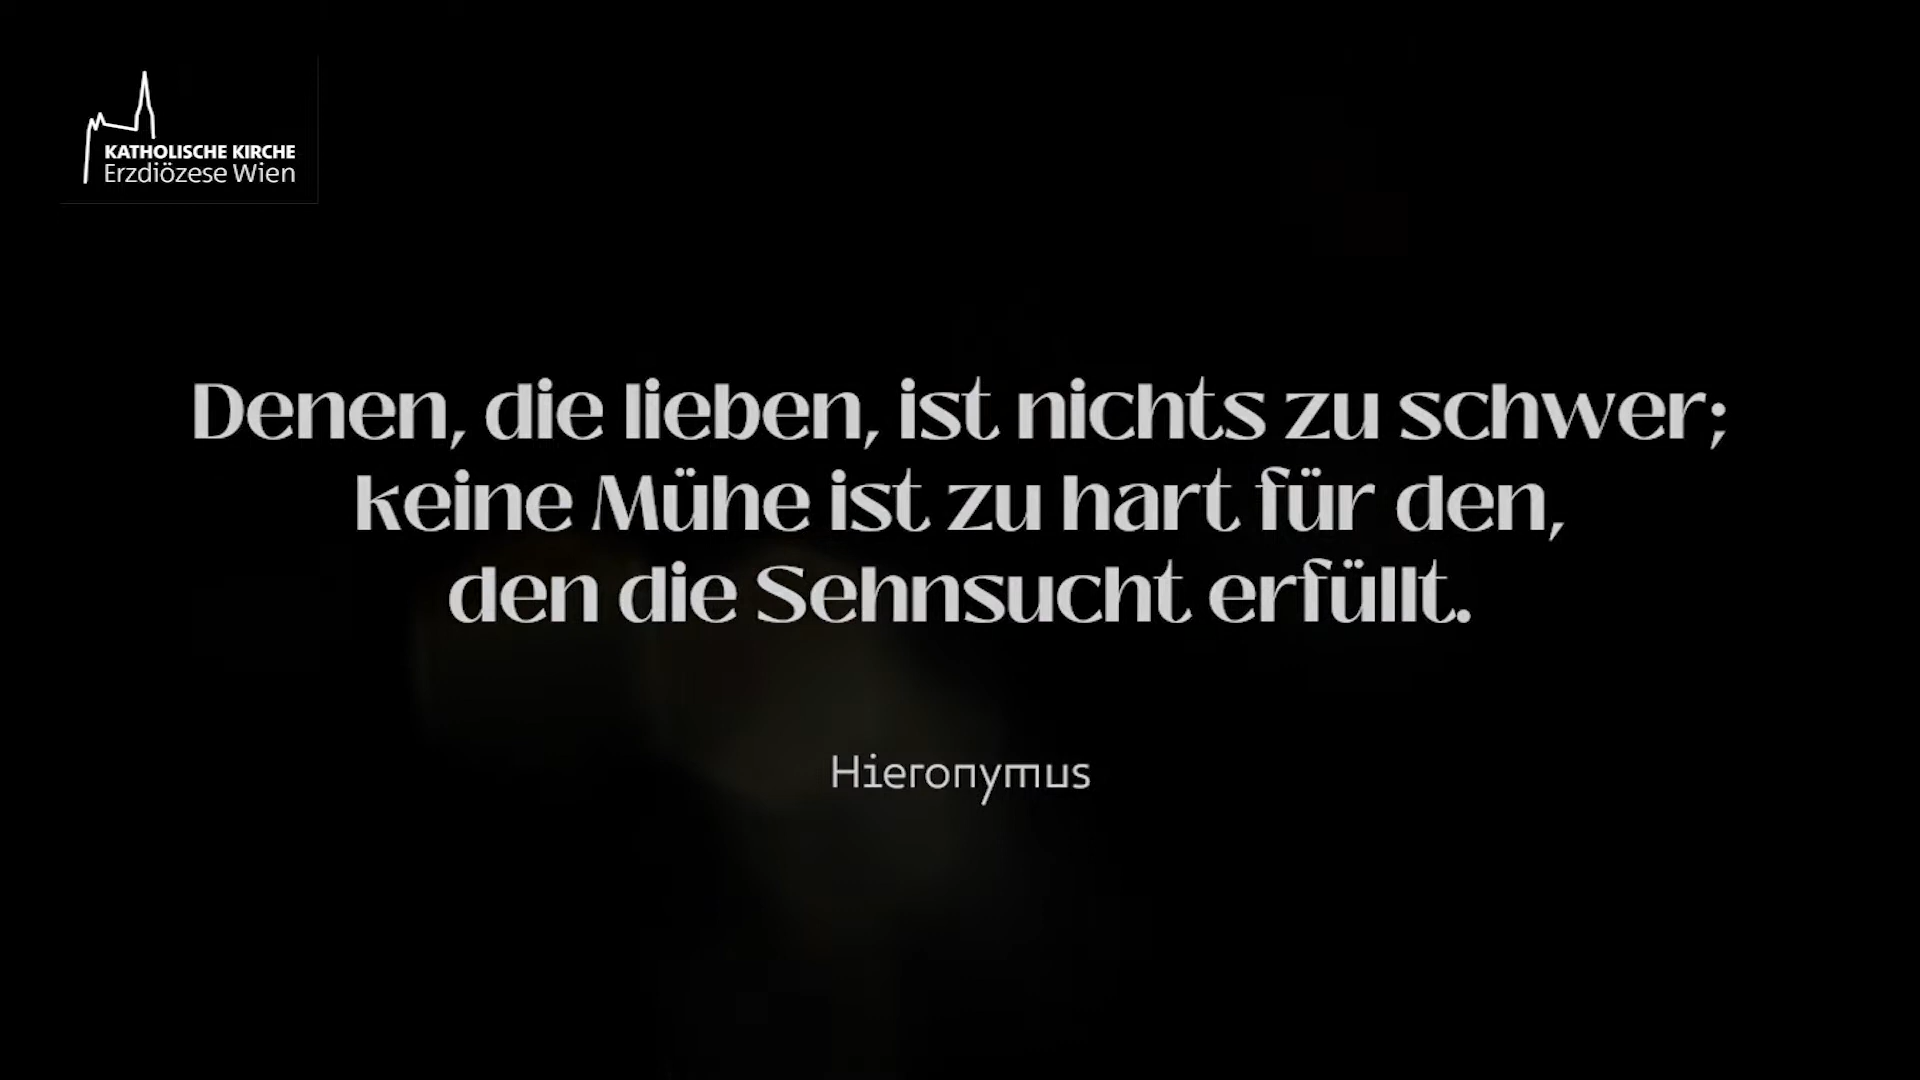 KATHOLISCHE KIRCHE
Erzdiözese Wien
Denen, die lieben, ist nichts zu schwer;
keine Mühe ist zu hart für den,
den die Sehnsucht erfüllt.
Hieronymus